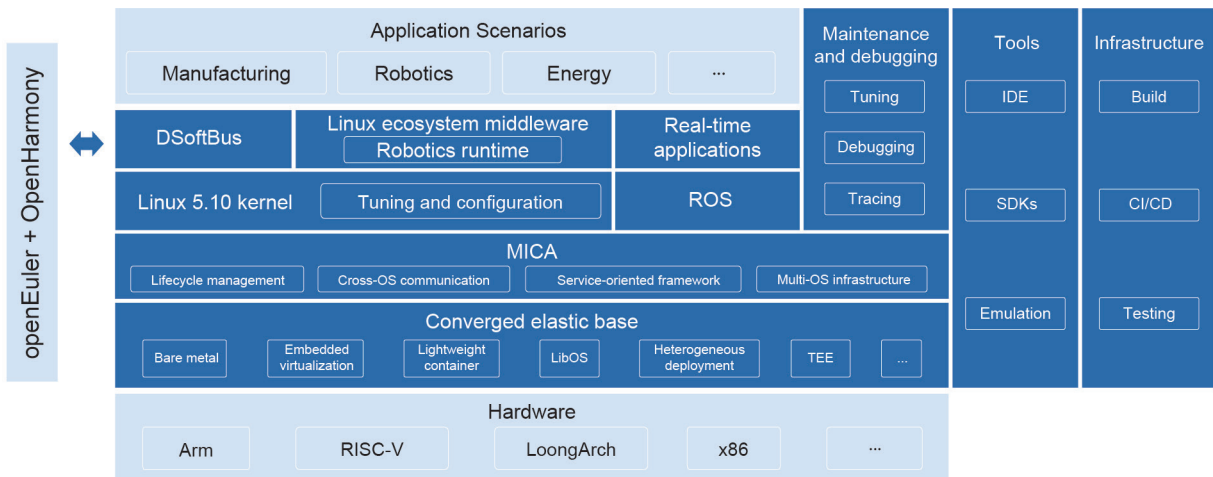 openEuler + OpenHarmony
Application Scenarios
Manufacturing
Robotics
Energy
...
DSoftBus
Linux ecosystem middleware
Robotics runtime
Real-time
applications
Linux 5.10 kernel
Tuning and configuration
ROS
MICA
Lifecycle management
Cross-OS communication
Service-oriented framework
Multi-OS infrastructure
Converged elastic base
Bare metal
Embedded
virtualization
Lightweight
container
LibOS
Heterogeneous
deployment
TEE
...
Hardware
Arm
RISC-V
LoongArch
x86
...
Maintenance
and debugging
Tuning
Debugging
Tracing
Tools
IDE
SDKs
Emulation
Infrastructure
Build
CI/CD
Testing